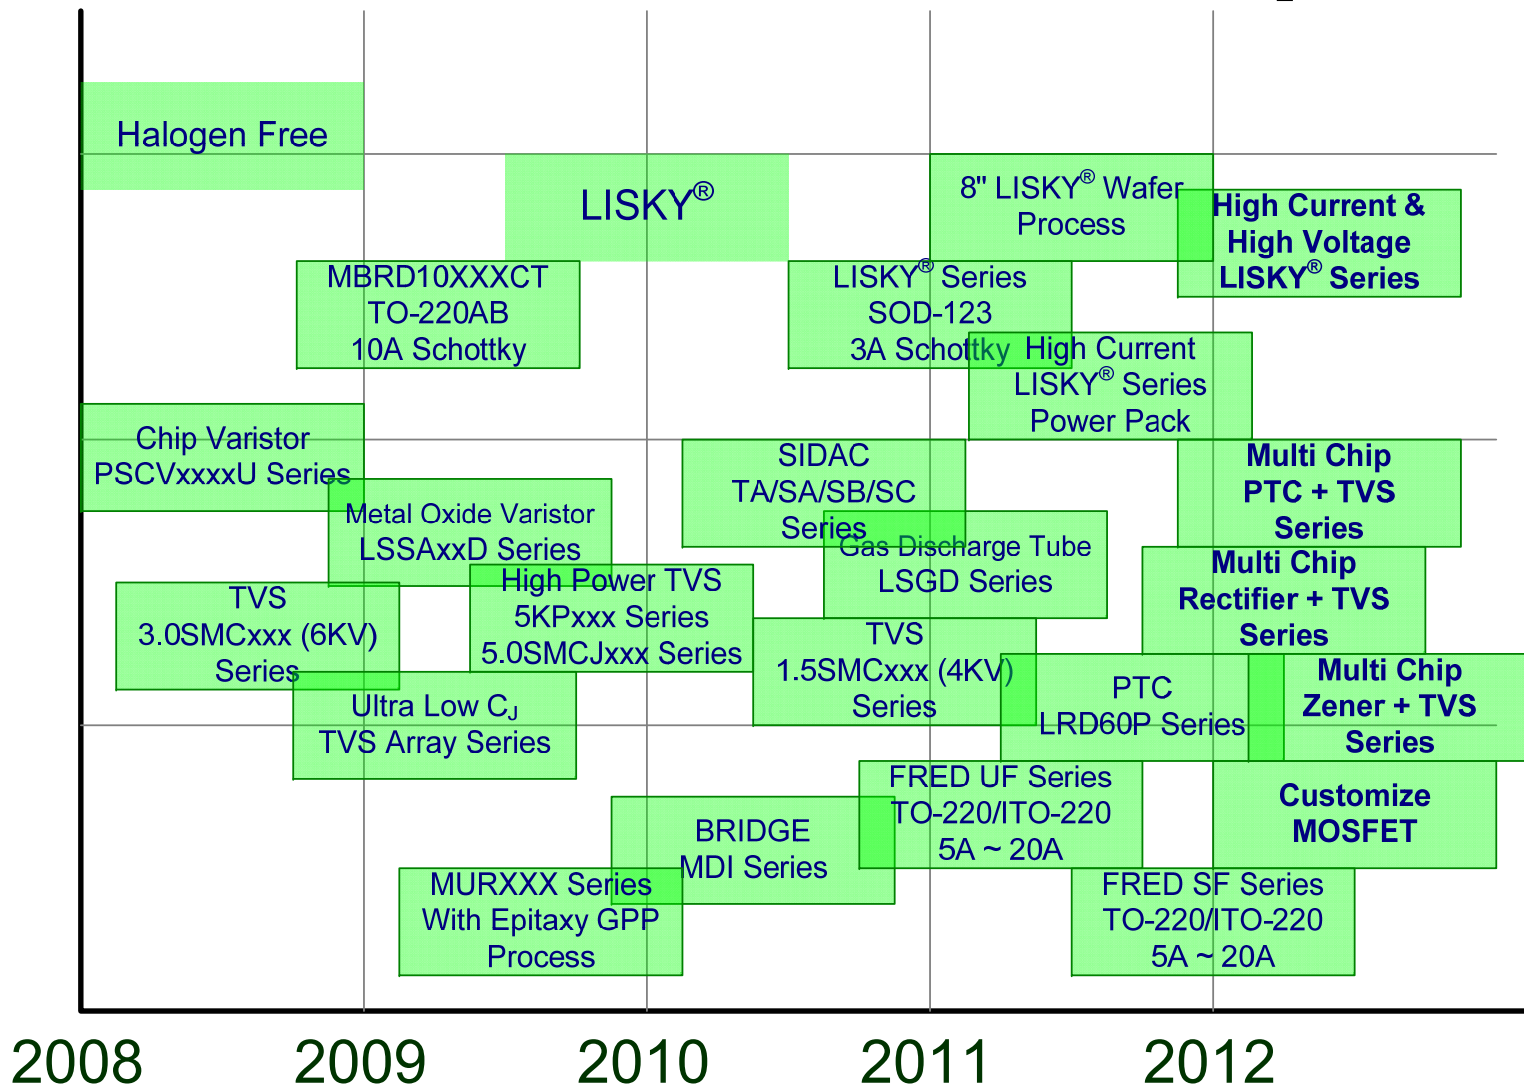 Halogen Free
LISKY®
8" LISKY® Wafer
Process
High Current &
High Voltage
LISKY® Series
MBRD10XXXCT
TO-220AB
10A Schottky
LISKY® Series
SOD-123
3A Schottky
High Current
LISKY® Series
Power Pack
Chip Varistor
PSCVxxxxU Series
Metal Oxide Varistor
LSSAxxD Series
SIDAC
TA/SA/SB/SC
Series
Gas Discharge Tube
LSGD Series
Multi Chip
PTC + TVS
Series
Multi Chip
Rectifier + TVS
Series
TVS
3.0SMCxxx (6KV)
Series
High Power TVS
5KPxxx Series
5.0SMCJxxx Series
TVS
1.5SMCxxx (4KV)
Series
PTC
LRD60P Series
Multi Chip
Zener + TVS
Series
Ultra Low CJ
TVS Array Series
FRED UF Series
TO-220/ITO-220
5A ~ 20A
Customize
MOSFET
BRIDGE
MDI Series
MURXXX Series
With Epitaxy GPP
Process
FRED SF Series
TO-220/ITO-220
5A ~ 20A
2008 2009 2010 2011 2012